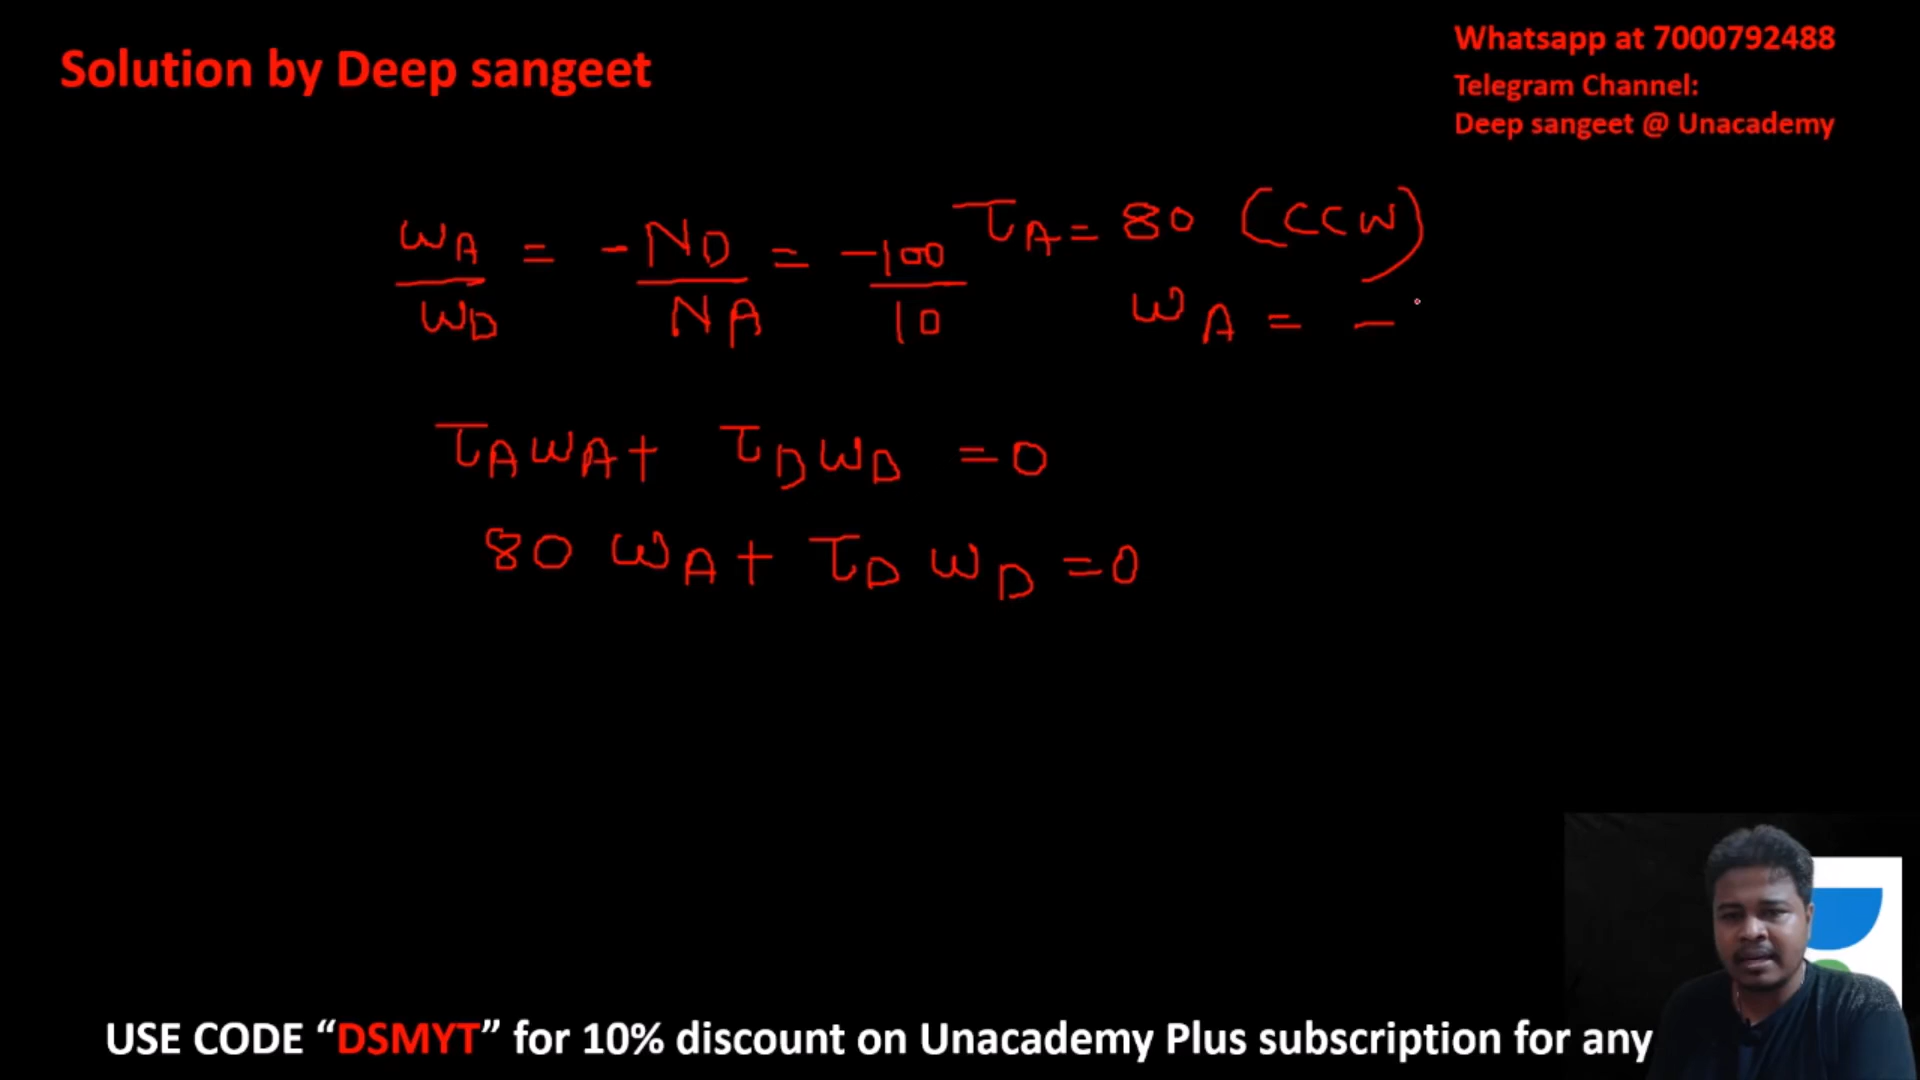 Solution by Deep sangeet
Whatsapp at 7000792488
Telegram Channel:
Deep sangeet @ Unacademy
ωA/ωD = -ND/NA = -100/10
τA = 80 (CCW)
ωA = -
τAωA + τDωD = 0
80 ωA + τD ωD = 0
USE CODE “DSMYT” for 10% discount on Unacademy Plus subscription for any